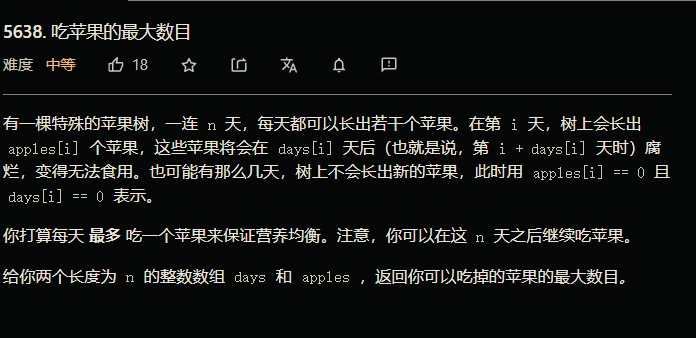 5638. 吃苹果的最大数目
难度 中等 18
有一棵特殊的苹果树，一连 n 天，每天都可以长出若干个苹果。在第 i 天，树上会长出
apples[i] 个苹果，这些苹果将会在 days[i] 天后（也就是说，第 i + days[i] 天时）腐
烂，变得无法食用。也可能有那么几天，树上不会长出新的苹果，此时用 apples[i] == 0 且
days[i] == 0 表示。
你打算每天 最多 吃一个苹果来保证营养均衡。注意，你可以在这 n 天之后继续吃苹果。
给你两个长度为 n 的整数数组 days 和 apples ，返回你可以吃掉的苹果的最大数目。